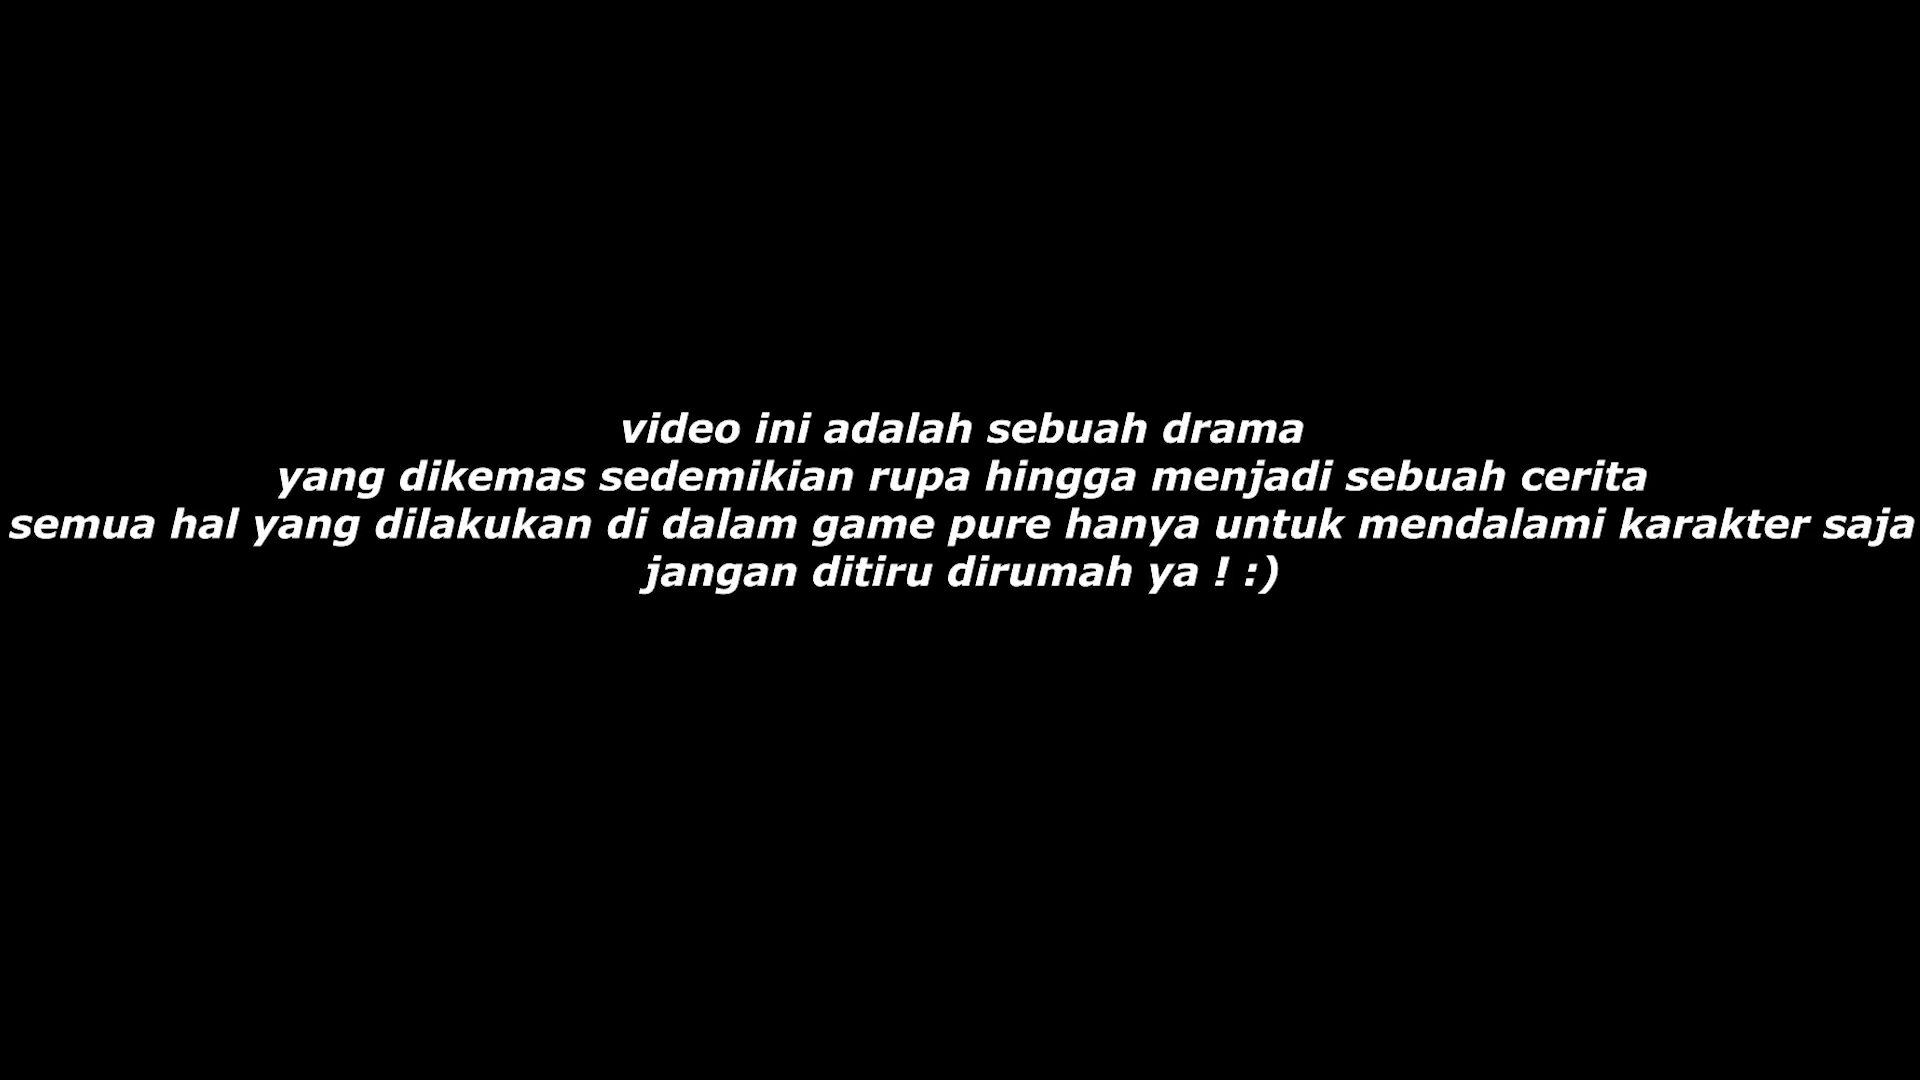 video ini adalah sebuah drama
yang dikemas sedemikian rupa hingga menjadi sebuah cerita
semua hal yang dilakukan di dalam game pure hanya untuk mendalami karakter saja
jangan ditiru dirumah ya ! :)